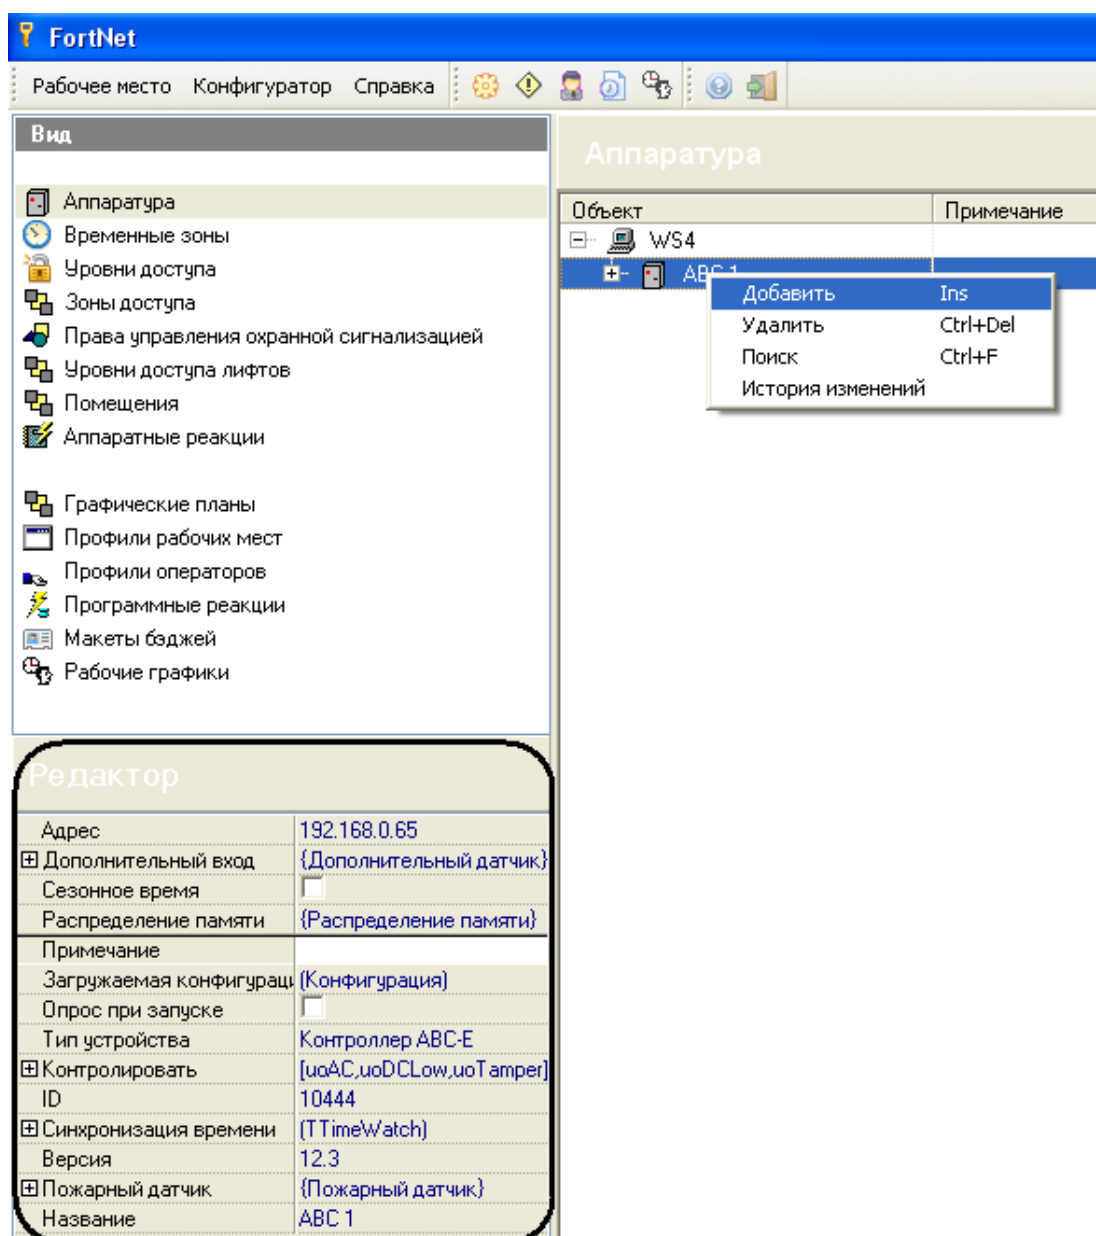 FortNet
Рабочее место Конфигуратор Справка
Вид
Аппаратура
Временные зоны
Уровни доступа
Зоны доступа
Права управления охранной сигнализацией
Уровни доступа лифтов
Помещения
Аппаратные реакции
Графические планы
Профили рабочих мест
Профили операторов
Программные реакции
Макеты бэджей
Рабочие графики
Редактор
Адрес 192.168.0.65
Дополнительный вход {Дополнительный датчик}
Сезонное время
Распределение памяти {Распределение памяти}
Примечание
Загружаемая конфигураци (Конфигурация)
Опрос при запуске
Тип устройства Контроллер ABC-E
Контролировать [uoAC,uoDCLow,uoTamper]
ID 10444
Синхронизация времени (TTimeWatch)
Версия 12.3
Пожарный датчик {Пожарный датчик}
Название ABC 1
Аппаратура
Объект Примечание
WS4
ABC 1
Добавить Ins
Удалить Ctrl+Del
Поиск Ctrl+F
История изменений